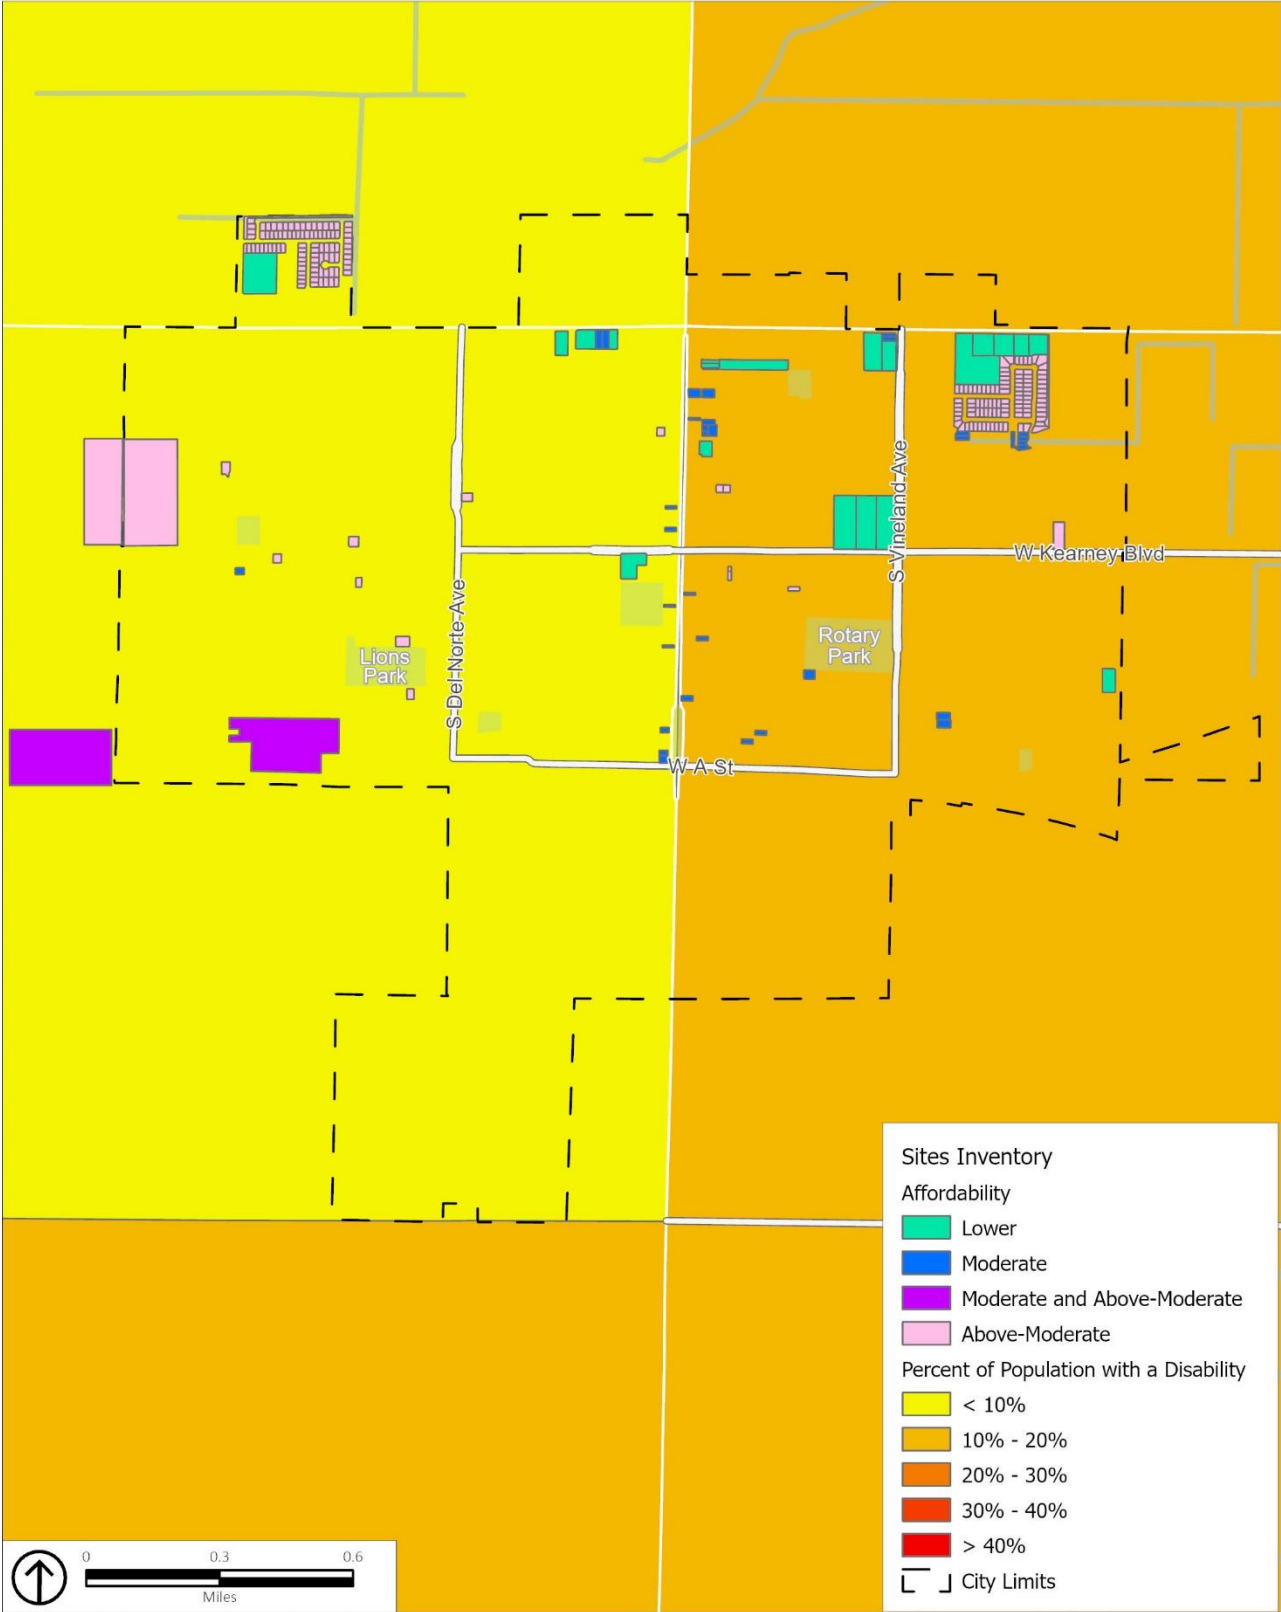 S Vineland Ave
W Kearney Blvd
S Del Norte Ave
Rotary
Park
Lions
Park
W A St
Sites Inventory
Affordability
Lower
Moderate
Moderate and Above-Moderate
Above-Moderate
Percent of Population with a Disability
< 10%
10% - 20%
20% - 30%
30% - 40%
> 40%
City Limits
0 0.3 0.6
Miles